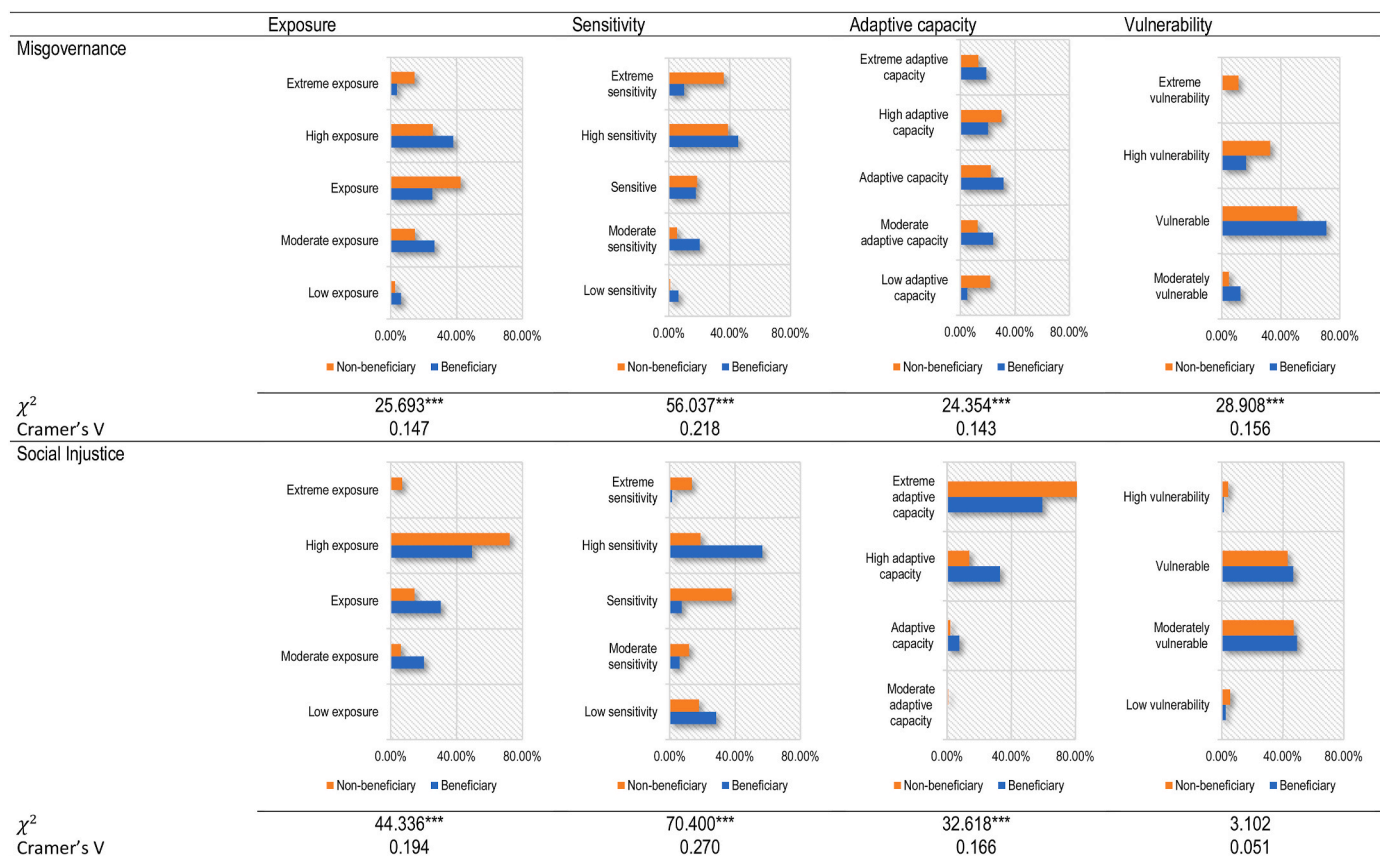 Exposure Sensitivity Adaptive capacity Vulnerability
Misgovernance
Extreme exposure
High exposure
Exposure
Moderate exposure
Low exposure
0.00% 40.00% 80.00%
Non-beneficiary Beneficiary
Extreme
sensitivity
High sensitivity
Sensitive
Moderate
sensitivity
Low sensitivity
0.00% 40.00% 80.00%
Non-beneficiary Beneficiary
Extreme adaptive
capacity
High adaptive
capacity
Adaptive capacity
Moderate
adaptive capacity
Low adaptive
capacity
0.00% 40.00% 80.00%
Non-beneficiary Beneficiary
Extreme
vulnerability
High vulnerability
Vulnerable
Moderately
vulnerable
0.00% 40.00% 80.00%
Non-beneficiary Beneficiary
χ² 25.693*** 56.037*** 24.354*** 28.908***
Cramer's V 0.147 0.218 0.143 0.156
Social Injustice
Extreme exposure
High exposure
Exposure
Moderate exposure
Low exposure
0.00% 40.00% 80.00%
Non-beneficiary Beneficiary
Extreme
sensitivity
High sensitivity
Sensitivity
Moderate
sensitivity
Low sensitivity
0.00% 40.00% 80.00%
Non-beneficiary Beneficiary
Extreme
adaptive
capacity
High adaptive
capacity
Adaptive
capacity
Moderate
adaptive
capacity
0.00% 40.00% 80.00%
Non-beneficiary Beneficiary
High vulnerability
Vulnerable
Moderately
vulnerable
Low vulnerability
0.00% 40.00% 80.00%
Non-beneficiary Beneficiary
χ² 44.336*** 70.400*** 32.618*** 3.102
Cramer's V 0.194 0.270 0.166 0.051